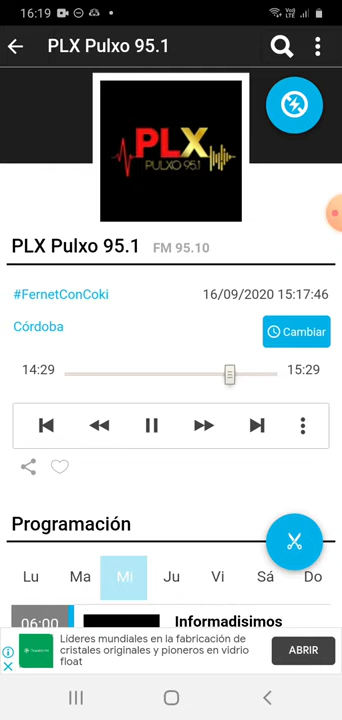 16:19
PLX Pulxo 95.1
PLX
PULXO 95.1
PLX Pulxo 95.1 FM 95.10
#FernetConCoki 16/09/2020 15:17:46
Córdoba Cambiar
14:29 15:29
Programación
Lu Ma Mi Ju Vi Sá Do
06:00 Informadisimos
Líderes mundiales en la fabricación de
cristales originales y pioneros en vidrio
float
ABRIR